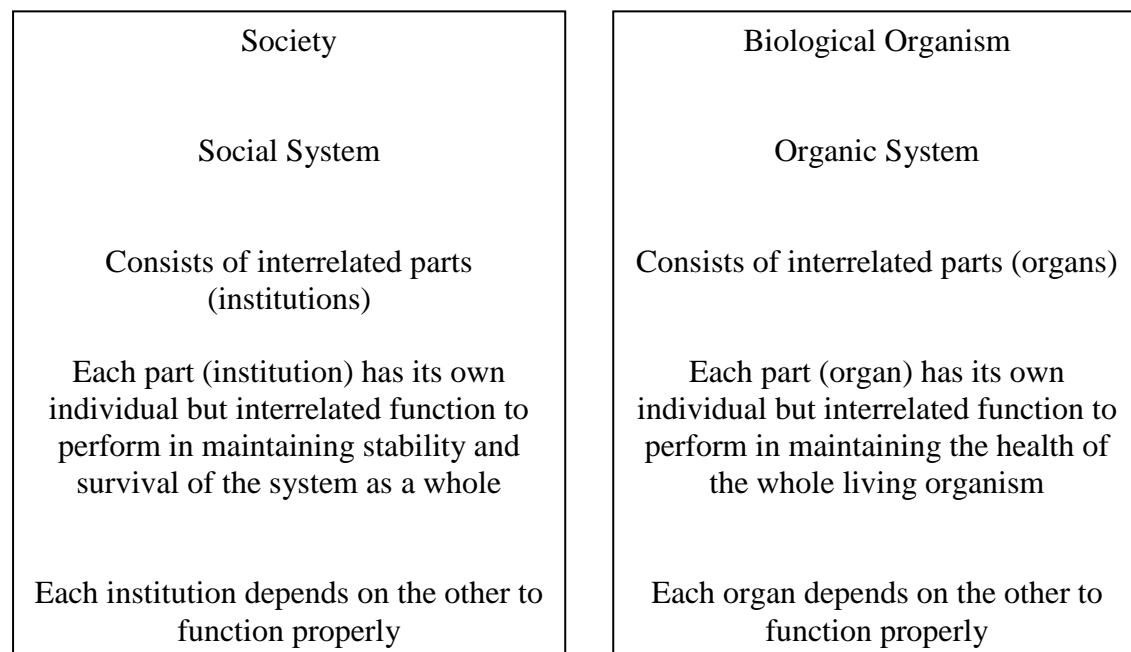 Society
Social System
Consists of interrelated parts
(institutions)
Each part (institution) has its own
individual but interrelated function to
perform in maintaining stability and
survival of the system as a whole
Each institution depends on the other to
function properly
Biological Organism
Organic System
Consists of interrelated parts (organs)
Each part (organ) has its own
individual but interrelated function to
perform in maintaining the health of
the whole living organism
Each organ depends on the other to
function properly